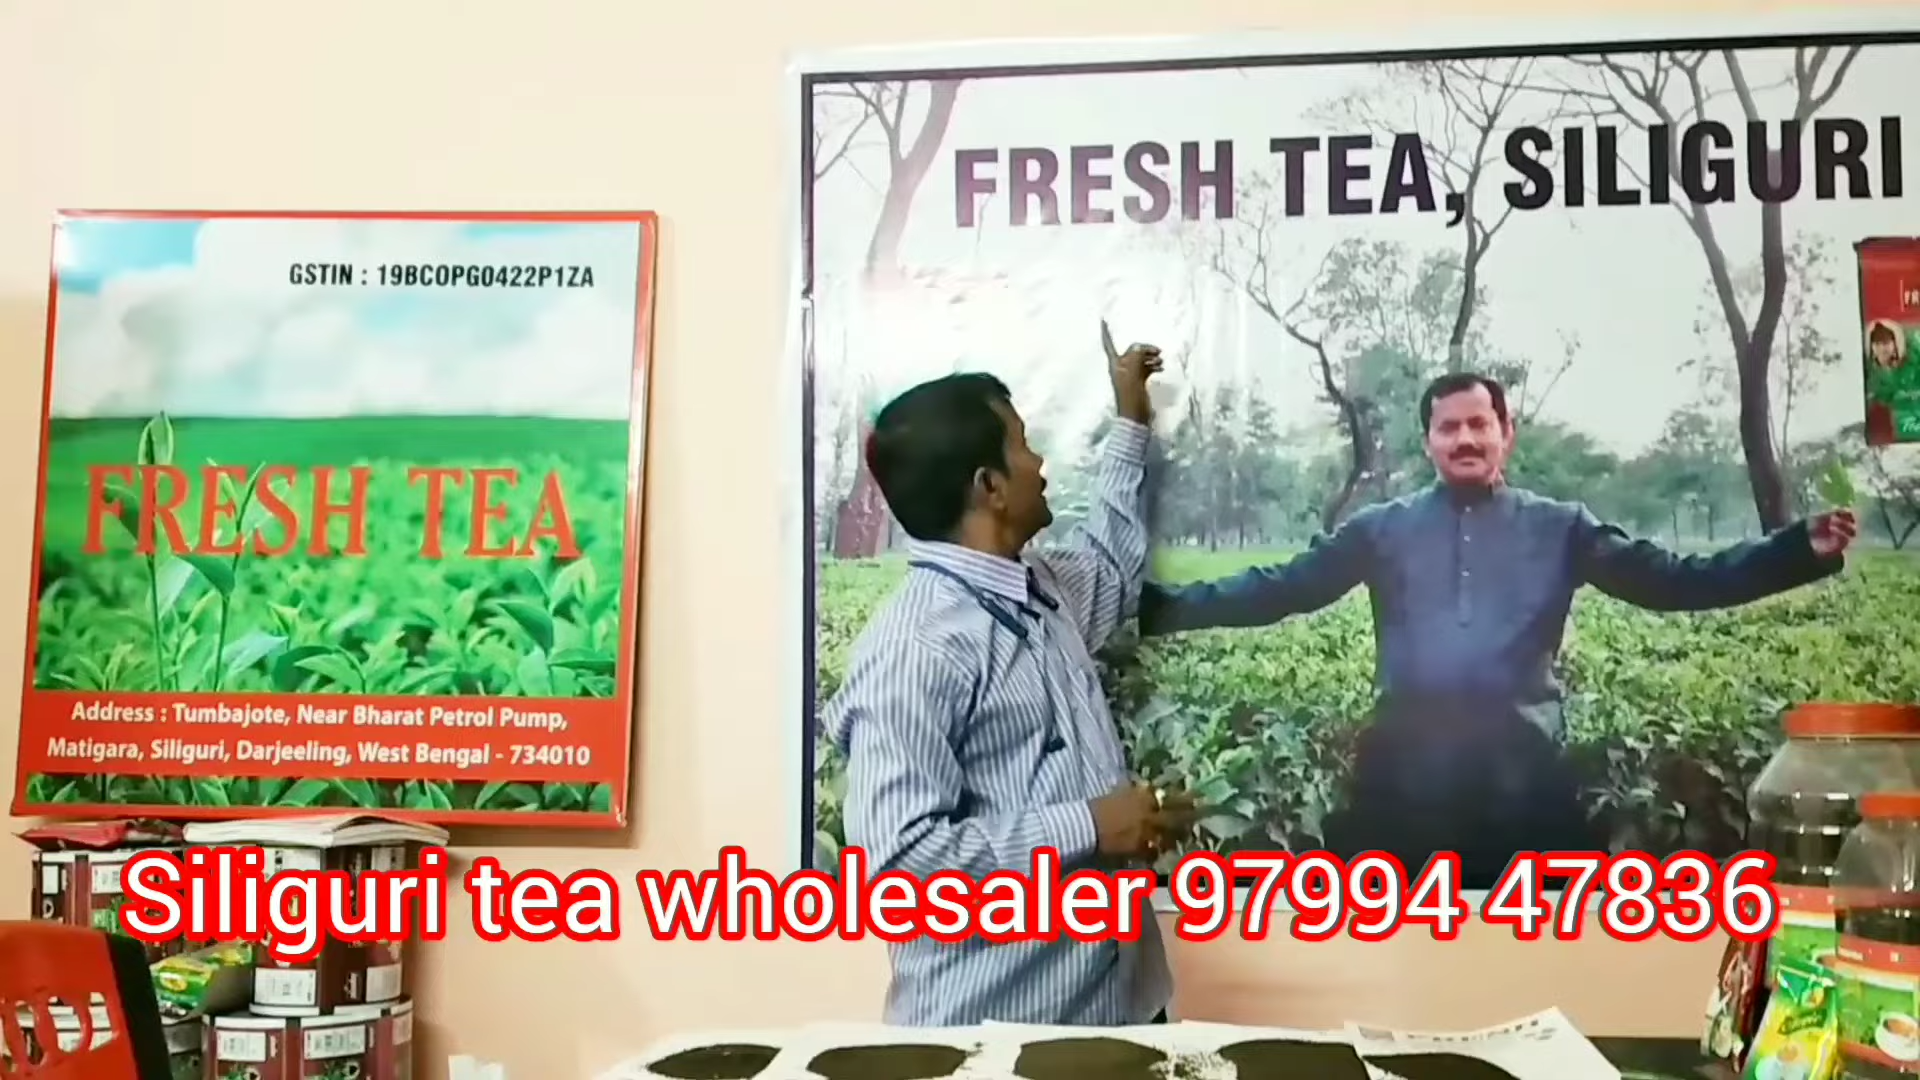 FRESH TEA, SILIGURI
GSTIN : 19BCOPG0422P1ZA
FRESH TEA
Address : Tumbajote, Near Bharat Petrol Pump,
Matigara, Siliguri, Darjeeling, West Bengal - 734010
Siliguri tea wholesaler 97994 47836